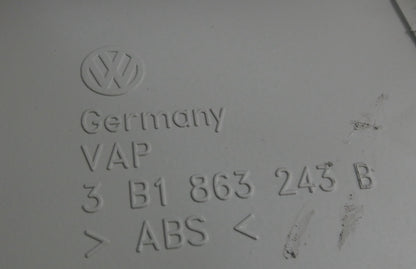 Germany
VAP
3 B1 863 243 B
> ABS <